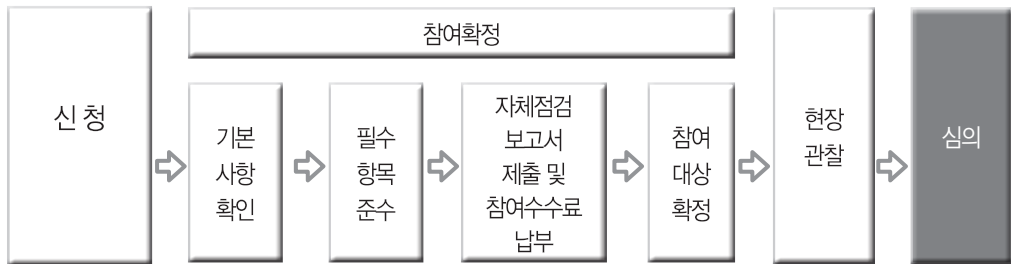 신 청
참여확정
기본
사항
확인
필수
항목
준수
자체점검
보고서
제출 및
참여수수료
납부
참여
대상
확정
현장
관찰
심의